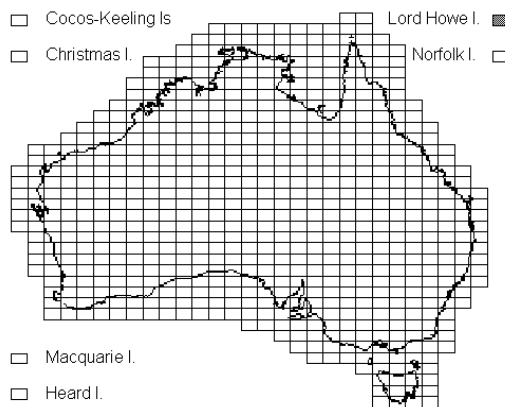 Cocos-Keeling Is
Lord Howe I.
Christmas I.
Norfolk I.
Macquarie I.
Heard I.